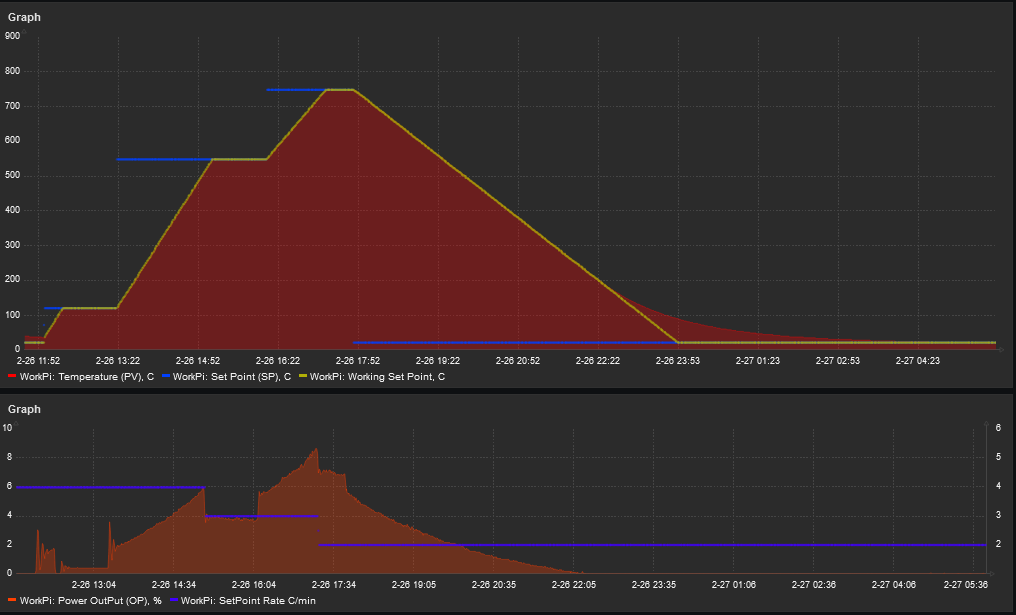 Graph
900
800
700
600
500
400
300
200
100
0
2-26 11:52 2-26 13:22 2-26 14:52 2-26 16:22 2-26 17:52 2-26 19:22 2-26 20:52 2-26 22:22 2-26 23:53 2-27 01:23 2-27 02:53 2-27 04:23
WorkPi: Temperature (PV), C WorkPi: Set Point (SP), C WorkPi: Working Set Point, C
Graph
10 6
8 5
6 4
4 3
2 2
0
2-26 13:04 2-26 14:34 2-26 16:04 2-26 17:34 2-26 19:05 2-26 20:35 2-26 22:05 2-26 23:35 2-27 01:06 2-27 02:36 2-27 04:06 2-27 05:36
WorkPi: Power OutPut (OP), % WorkPi: SetPoint Rate C/min